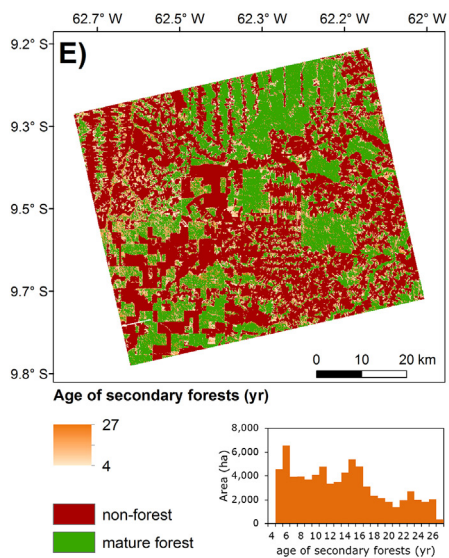 62.7° W 62.5° W 62.3° W 62.2° W 62° W
9.2° S
E)
9.3° S
9.5° S
9.7° S
9.8° S
0 10 20 km
Age of secondary forests (yr)
27
4
non-forest
mature forest
Area (ha)
8,000
6,000
4,000
2,000
0
4 6 8 10 12 14 16 18 20 22 24 26
age of secondary forests (yr)